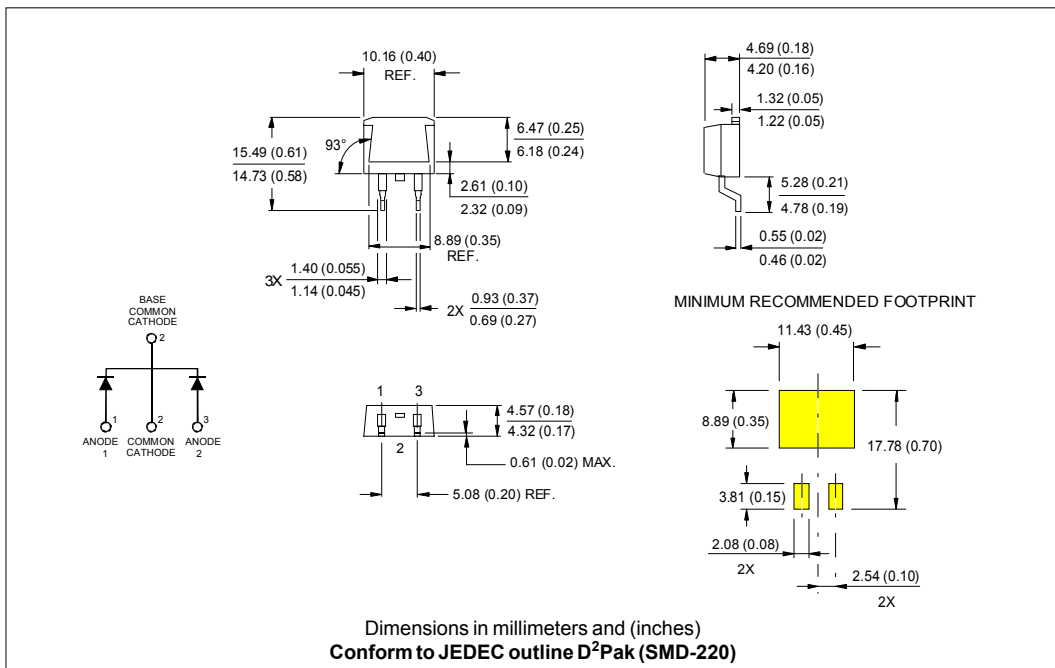 10.16 (0.40)
REF.
93°
15.49 (0.61)
14.73 (0.58)
6.47 (0.25)
6.18 (0.24)
2.61 (0.10)
2.32 (0.09)
8.89 (0.35)
REF.
3X
1.40 (0.055)
1.14 (0.045)
2X
0.93 (0.37)
0.69 (0.27)
4.69 (0.18)
4.20 (0.16)
1.32 (0.05)
1.22 (0.05)
5.28 (0.21)
4.78 (0.19)
0.55 (0.02)
0.46 (0.02)
BASE
COMMON
CATHODE
2
1
2
3
ANODE
1
COMMON
CATHODE
ANODE
2
1
3
2
4.57 (0.18)
4.32 (0.17)
0.61 (0.02) MAX.
5.08 (0.20) REF.
MINIMUM RECOMMENDED FOOTPRINT
11.43 (0.45)
8.89 (0.35)
17.78 (0.70)
3.81 (0.15)
2.08 (0.08)
2X
2.54 (0.10)
2X
Dimensions in millimeters and (inches)
Conform to JEDEC outline D²Pak (SMD-220)